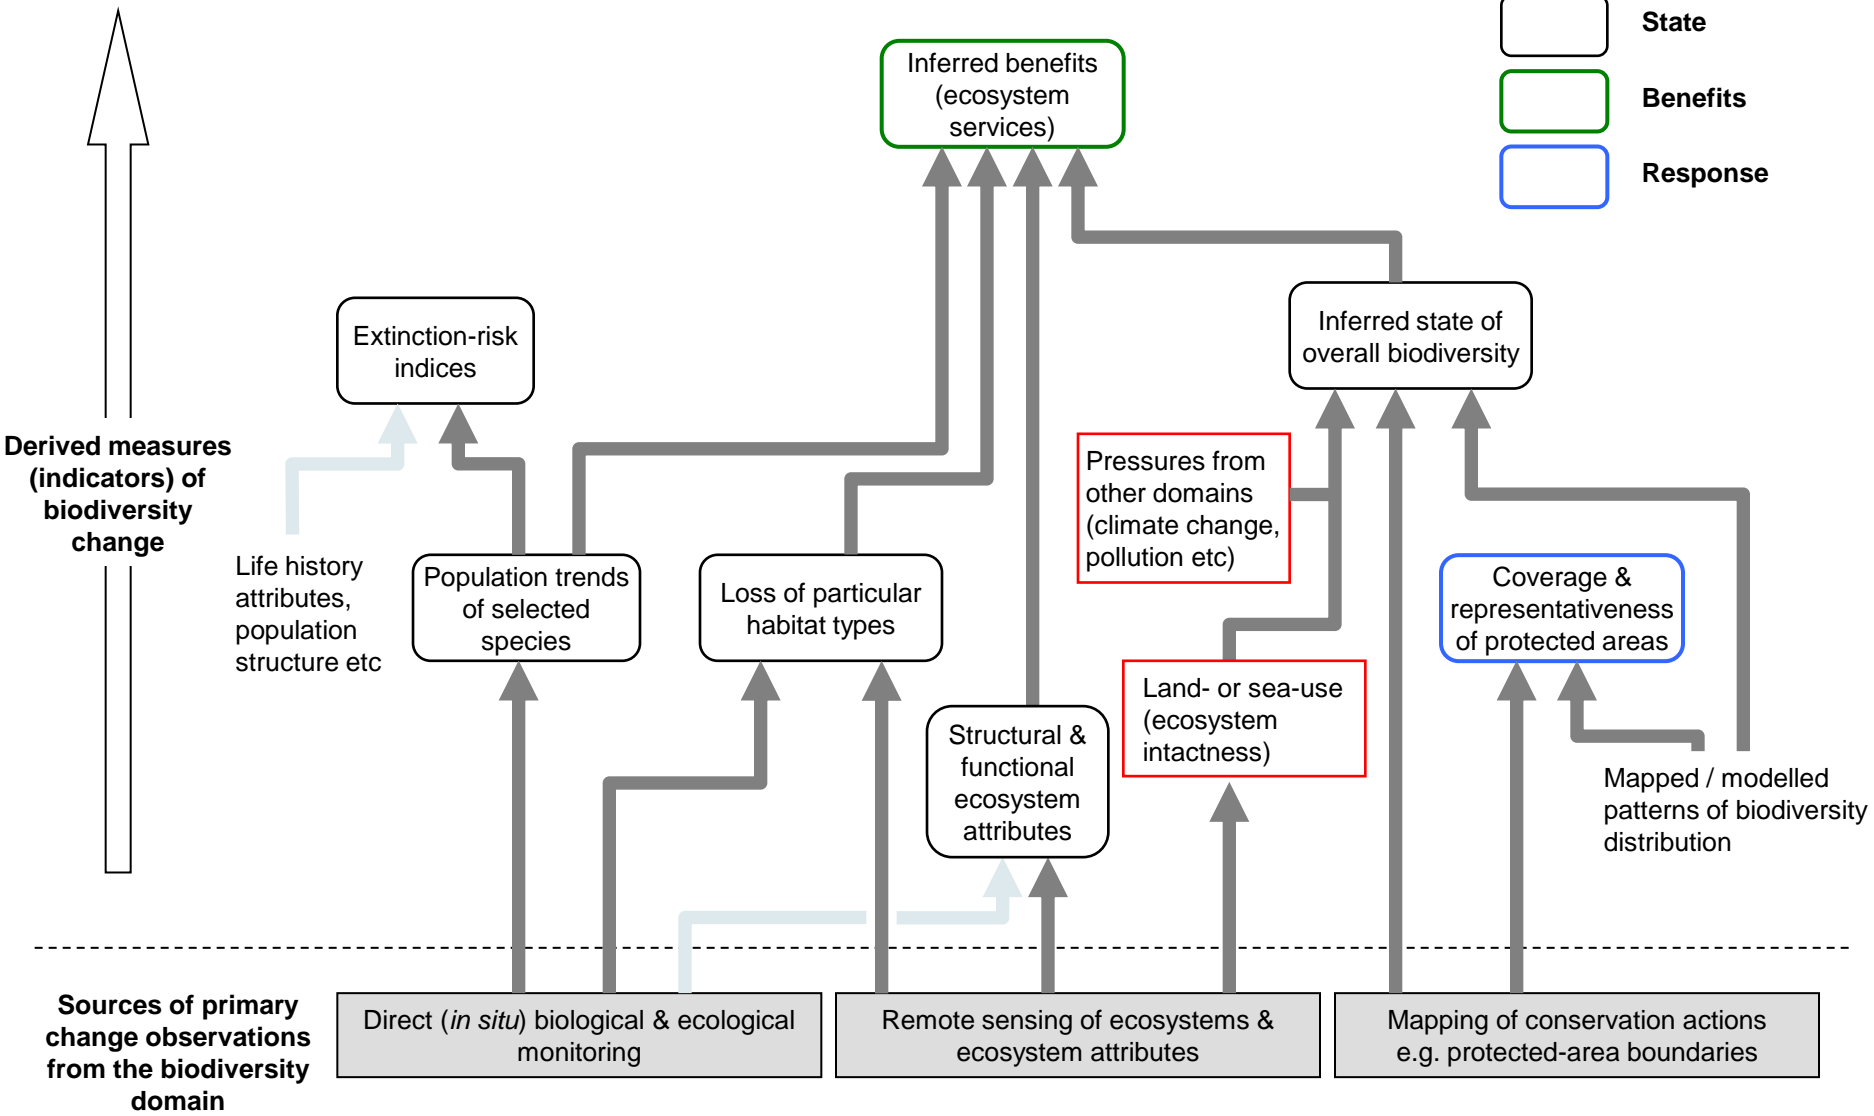 State
Benefits
Response
Inferred benefits
(ecosystem
services)
Extinction-risk
indices
Inferred state of
overall biodiversity
Derived measures
(indicators) of
biodiversity
change
Pressures from
other domains
(climate change,
pollution etc)
Life history
attributes,
population
structure etc
Population trends
of selected
species
Loss of particular
habitat types
Coverage &
representativeness
of protected areas
Land- or sea-use
(ecosystem
intactness)
Structural &
functional
ecosystem
attributes
Mapped / modelled
patterns of biodiversity
distribution
Sources of primary
change observations
from the biodiversity
domain
Direct (in situ) biological & ecological
monitoring
Remote sensing of ecosystems &
ecosystem attributes
Mapping of conservation actions
e.g. protected-area boundaries